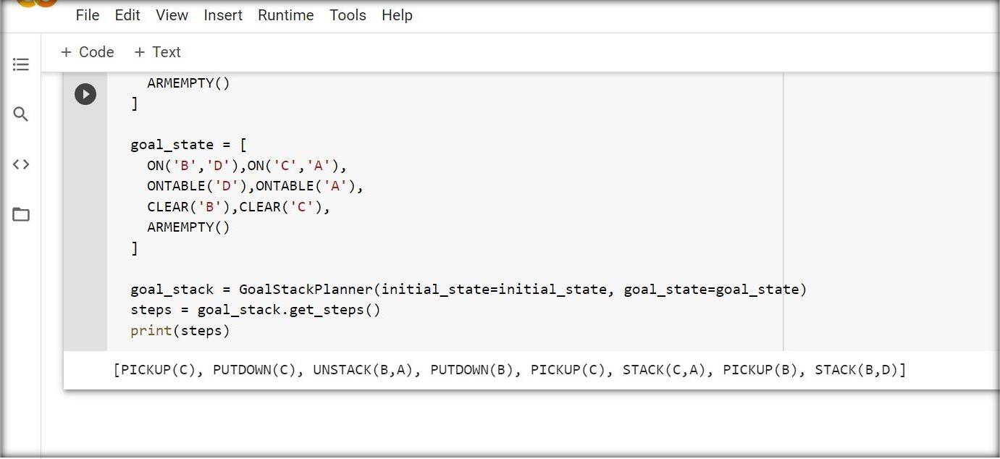 File Edit View Insert Runtime Tools Help
+ Code + Text
ARMEMPTY()
]
goal_state = [
ON('B','D'),ON('C','A'),
ONTABLE('D'),ONTABLE('A'),
CLEAR('B'),CLEAR('C'),
ARMEMPTY()
]
goal_stack = GoalStackPlanner(initial_state=initial_state, goal_state=goal_state)
steps = goal_stack.get_steps()
print(steps)
[PICKUP(C), PUTDOWN(C), UNSTACK(B,A), PUTDOWN(B), PICKUP(C), STACK(C,A), PICKUP(B), STACK(B,D)]